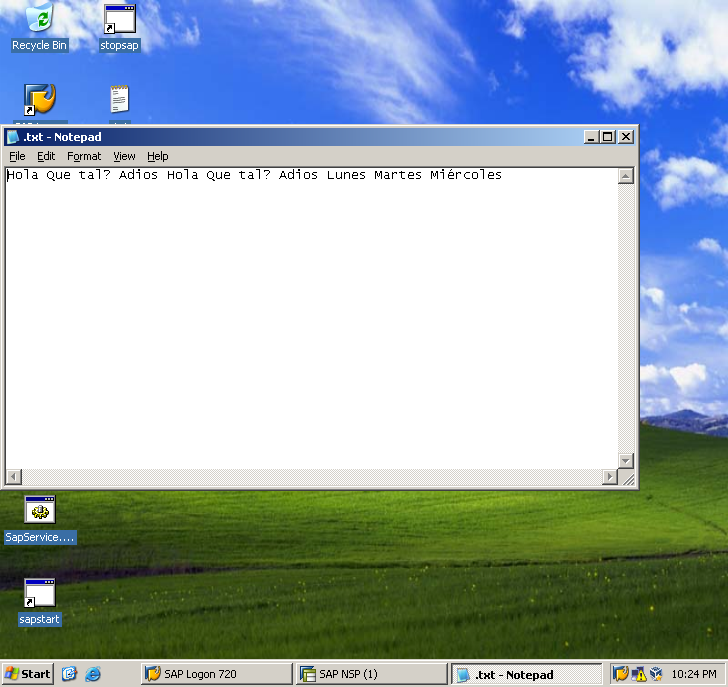 Recycle Bin
stopsap
.txt - Notepad
File Edit Format View Help
Hola Que tal? Adios Hola Que tal? Adios Lunes Martes Miércoles
SapService....
sapstart
Start
SAP Logon 720
SAP NSP (1)
.txt - Notepad
10:24 PM